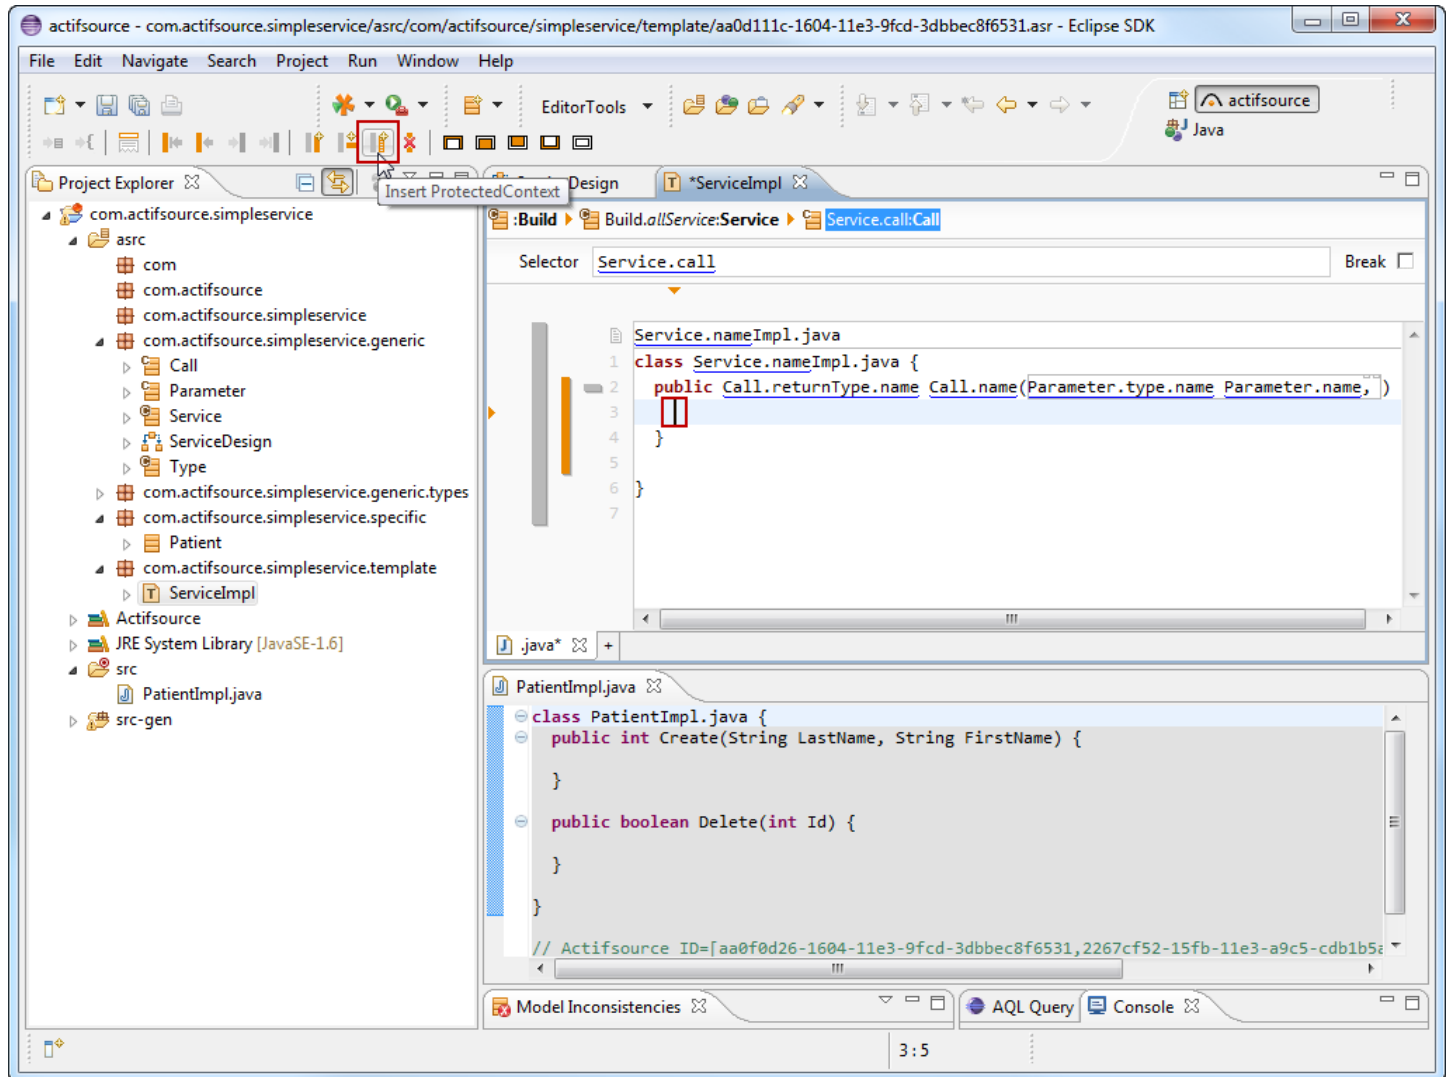 actifsource - com.actifsource.simpleservice/asrc/com/actifsource/simpleservice/template/aa0d111c-1604-11e3-9fcd-3dbbec8f6531.asr - Eclipse SDK
File Edit Navigate Search Project Run Window Help
EditorTools
actifsource
Java
Project Explorer
Insert ProtectedContext
Design
*ServiceImpl
com.actifsource.simpleservice
asrc
com
com.actifsource
com.actifsource.simpleservice
com.actifsource.simpleservice.generic
Call
Parameter
Service
ServiceDesign
Type
com.actifsource.simpleservice.generic.types
com.actifsource.simpleservice.specific
Patient
com.actifsource.simpleservice.template
ServiceImpl
Actifsource
JRE System Library [JavaSE-1.6]
src
PatientImpl.java
src-gen
:Build Build.allService:Service Service.call:Call
Selector Service.call Break
Service.nameImpl.java
1 class Service.nameImpl.java {
2 public Call.returnType.name Call.name(Parameter.type.name Parameter.name, )
3
4 }
5
6 }
7
.java* +
PatientImpl.java
class PatientImpl.java {
public int Create(String LastName, String FirstName) {
}
public boolean Delete(int Id) {
}
}
// Actifsource ID=[aa0f0d26-1604-11e3-9fcd-3dbbec8f6531,2267cf52-15fb-11e3-a9c5-cdb1b5a
Model Inconsistencies
AQL Query Console
3:5